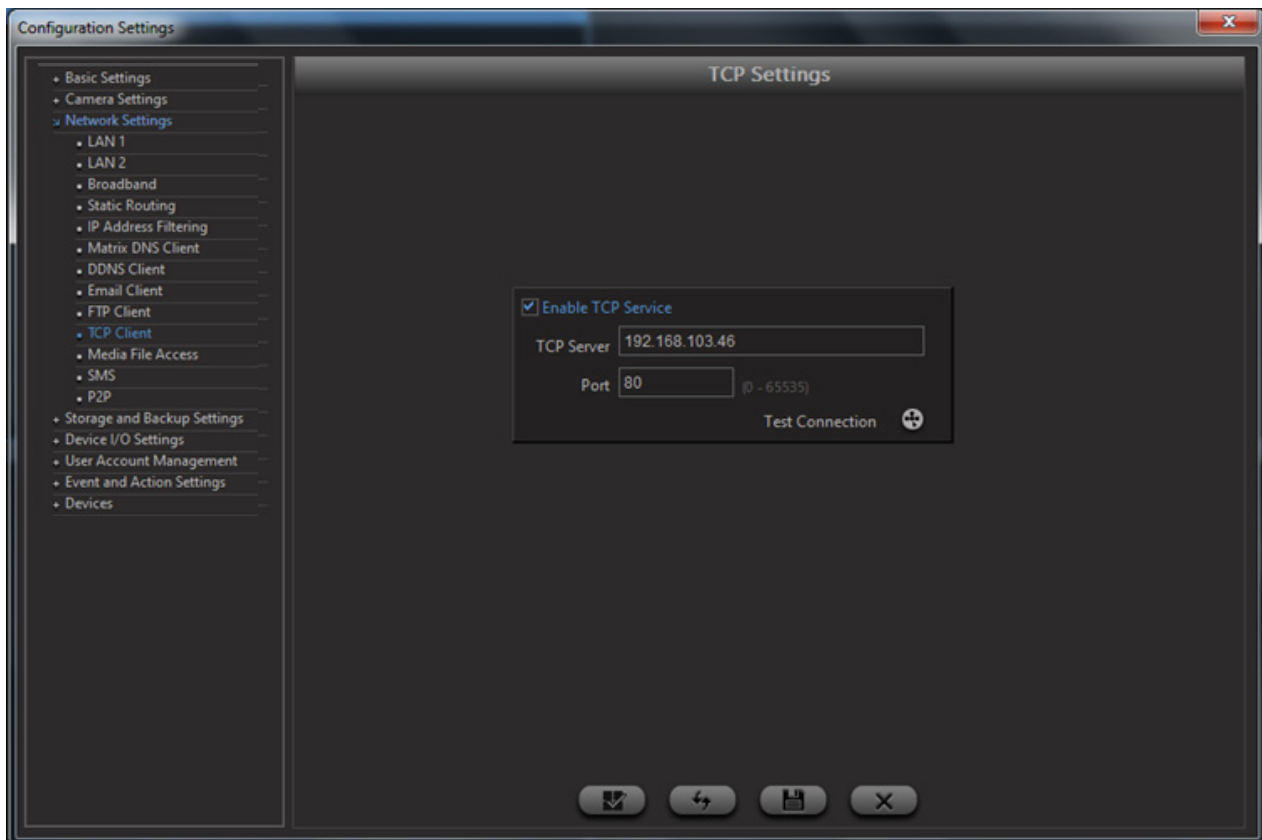 Configuration Settings
+ Basic Settings
+ Camera Settings
Network Settings
• LAN 1
• LAN 2
• Broadband
• Static Routing
• IP Address Filtering
• Matrix DNS Client
• DDNS Client
• Email Client
• FTP Client
• TCP Client
• Media File Access
• SMS
• P2P
+ Storage and Backup Settings
+ Device I/O Settings
+ User Account Management
+ Event and Action Settings
+ Devices
TCP Settings
Enable TCP Service
TCP Server 192.168.103.46
Port 80 (0 - 65535)
Test Connection